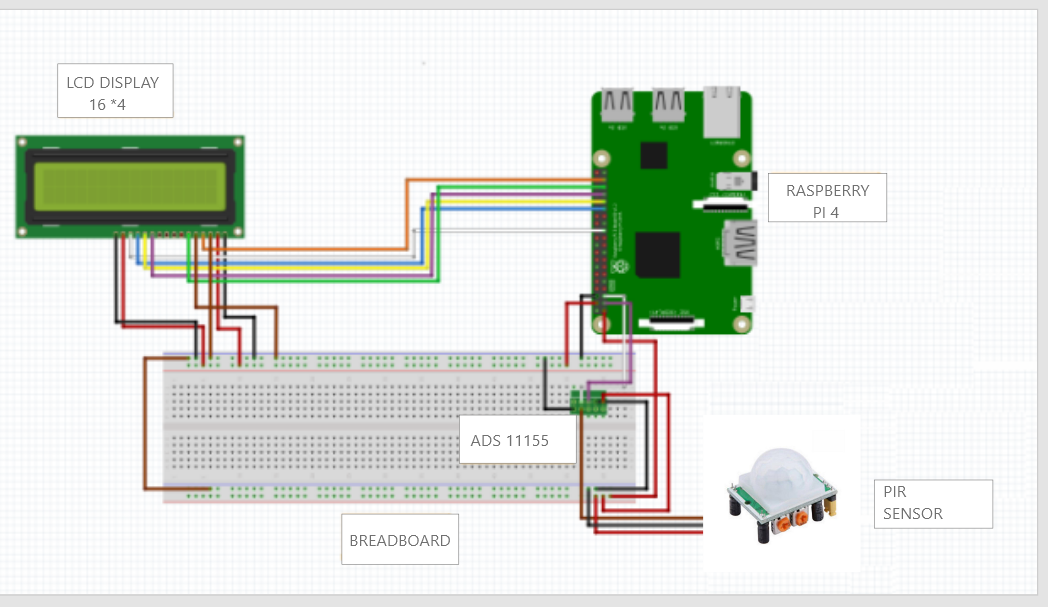 LCD DISPLAY
16 *4
RASPBERRY
PI 4
ADS 11155
PIR
SENSOR
BREADBOARD